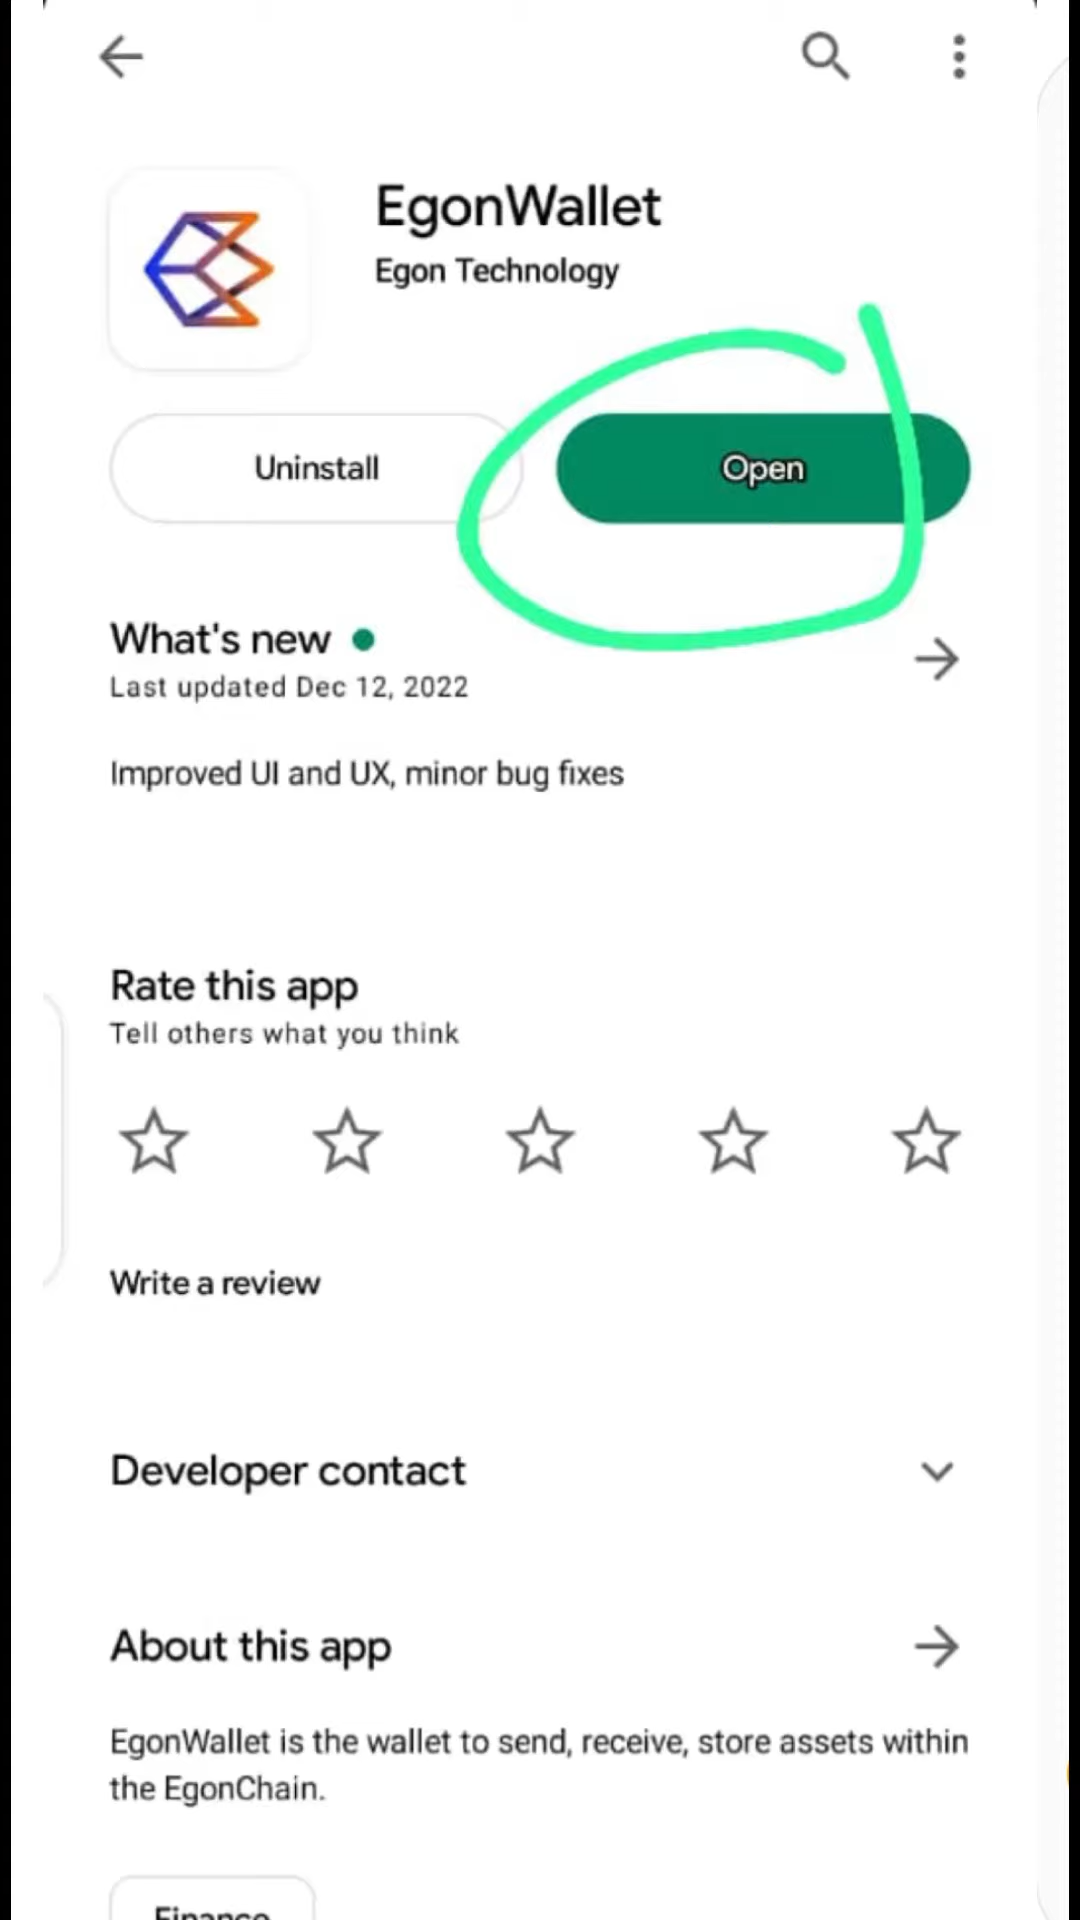 EgonWallet
Egon Technology
Uninstall
Open
What's new
Last updated Dec 12, 2022
Improved UI and UX, minor bug fixes
Rate this app
Tell others what you think
Write a review
Developer contact
About this app
EgonWallet is the wallet to send, receive, store assets within
the EgonChain.
Finance